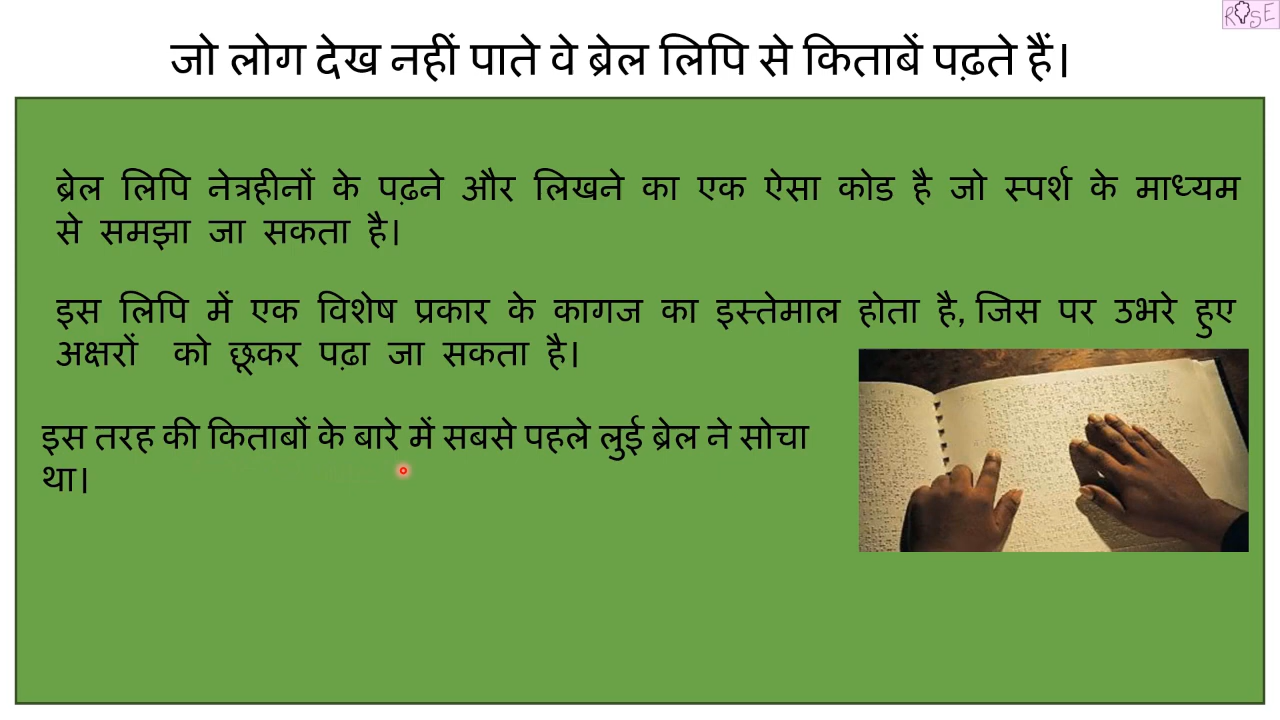 ROSE
जो लोग देख नहीं पाते वे ब्रेल लिपि से किताबें पढ़ते हैं।
ब्रेल लिपि नेत्रहीनों के पढ़ने और लिखने का एक ऐसा कोड है जो स्पर्श के माध्यम
से समझा जा सकता है।
इस लिपि में एक विशेष प्रकार के कागज का इस्तेमाल होता है, जिस पर उभरे हुए
अक्षरों को छूकर पढ़ा जा सकता है।
इस तरह की किताबों के बारे में सबसे पहले लुई ब्रेल ने सोचा
था।